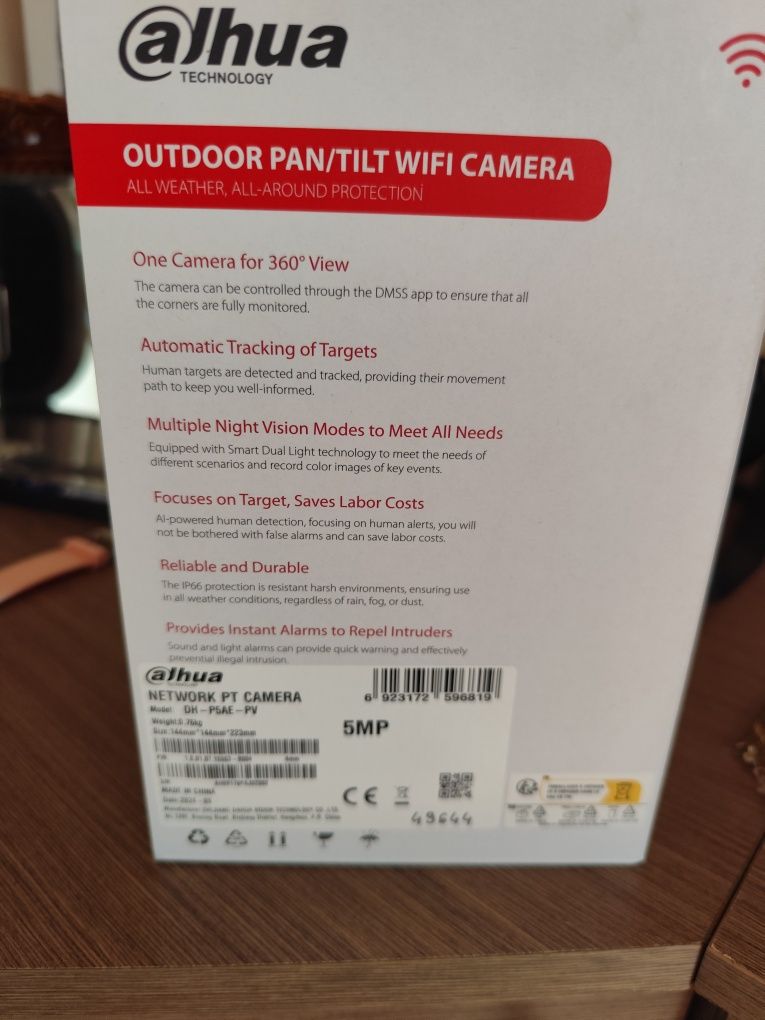 alhua
TECHNOLOGY
OUTDOOR PAN/TILT WIFI CAMERA
ALL WEATHER, ALL-AROUND PROTECTION
One Camera for 360° View
The camera can be controlled through the DMSS app to ensure that all
the corners are fully monitored.
Automatic Tracking of Targets
Human targets are detected and tracked, providing their movement
path to keep you well-informed.
Multiple Night Vision Modes to Meet All Needs
Equipped with Smart Dual Light technology to meet the needs of
different scenarios and record color images of key events.
Focuses on Target, Saves Labor Costs
AI-powered human detection, focusing on human alerts, you will
not be bothered with false alarms and can save labor costs.
Reliable and Durable
The IP66 protection is resistant harsh environments, ensuring use
in all weather conditions, regardless of rain, fog, or dust.
Provides Instant Alarms to Repel Intruders
Sound and light alarms can provide quick warning and effectively
prevential illegal intrusion.
alhua
TECHNOLOGY
NETWORK PT CAMERA
Model: DH-P5AE-PV
Size:144mm*144mm*223mm
6 923172 596819
5MP
MADE IN CHINA
CE
49644